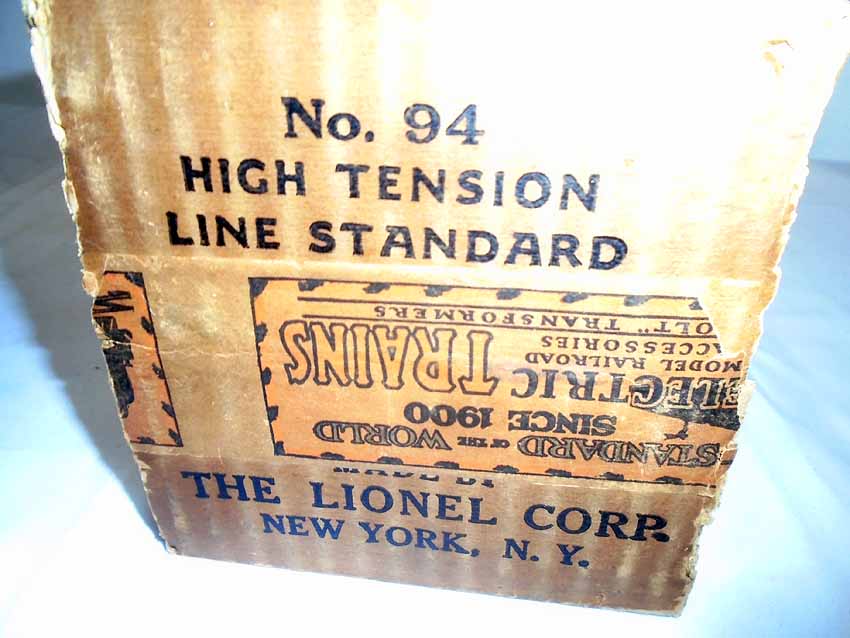 No. 94
HIGH TENSION
LINE STANDARD
STANDARD OF THE WORLD
SINCE 1900
ELECTRIC TRAINS
MODEL RAILROAD
ACCESSORIES
OLT" TRANSFORMERS
THE LIONEL CORP.
NEW YORK, N. Y.